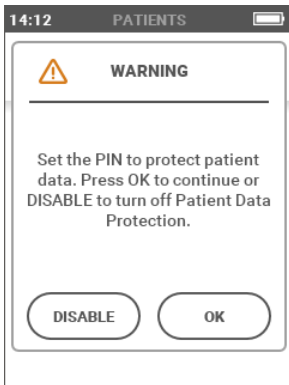 14:12 PATIENTS
WARNING
Set the PIN to protect patient
data. Press OK to continue or
DISABLE to turn off Patient Data
Protection.
DISABLE OK